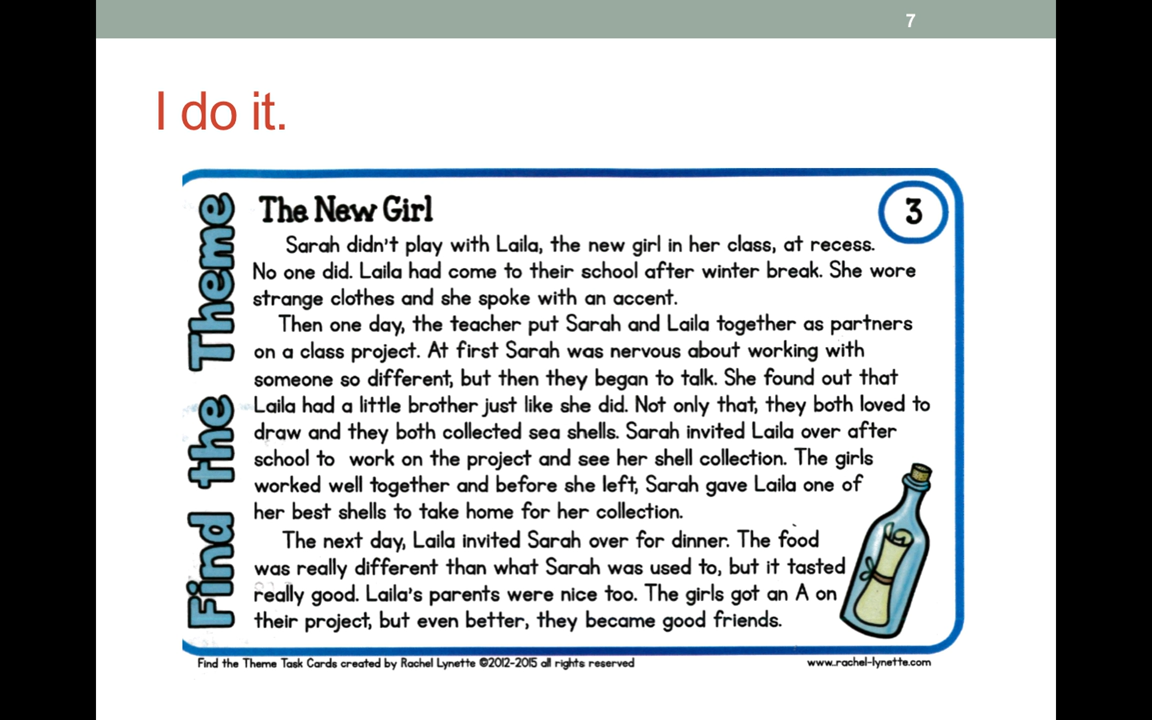 7
I do it.
Find the Theme
The New Girl
3
Sarah didn't play with Laila, the new girl in her class, at recess.
No one did. Laila had come to their school after winter break. She wore
strange clothes and she spoke with an accent.
Then one day, the teacher put Sarah and Laila together as partners
on a class project. At first Sarah was nervous about working with
someone so different, but then they began to talk. She found out that
Laila had a little brother just like she did. Not only that, they both loved to
draw and they both collected sea shells. Sarah invited Laila over after
school to work on the project and see her shell collection. The girls
worked well together and before she left, Sarah gave Laila one of
her best shells to take home for her collection.
The next day, Laila invited Sarah over for dinner. The food
was really different than what Sarah was used to, but it tasted
really good. Laila's parents were nice too. The girls got an A on
their project, but even better, they became good friends.
Find the Theme Task Cards created by Rachel Lynette ©2012-2015 all rights reserved
www.rachel-lynette.com